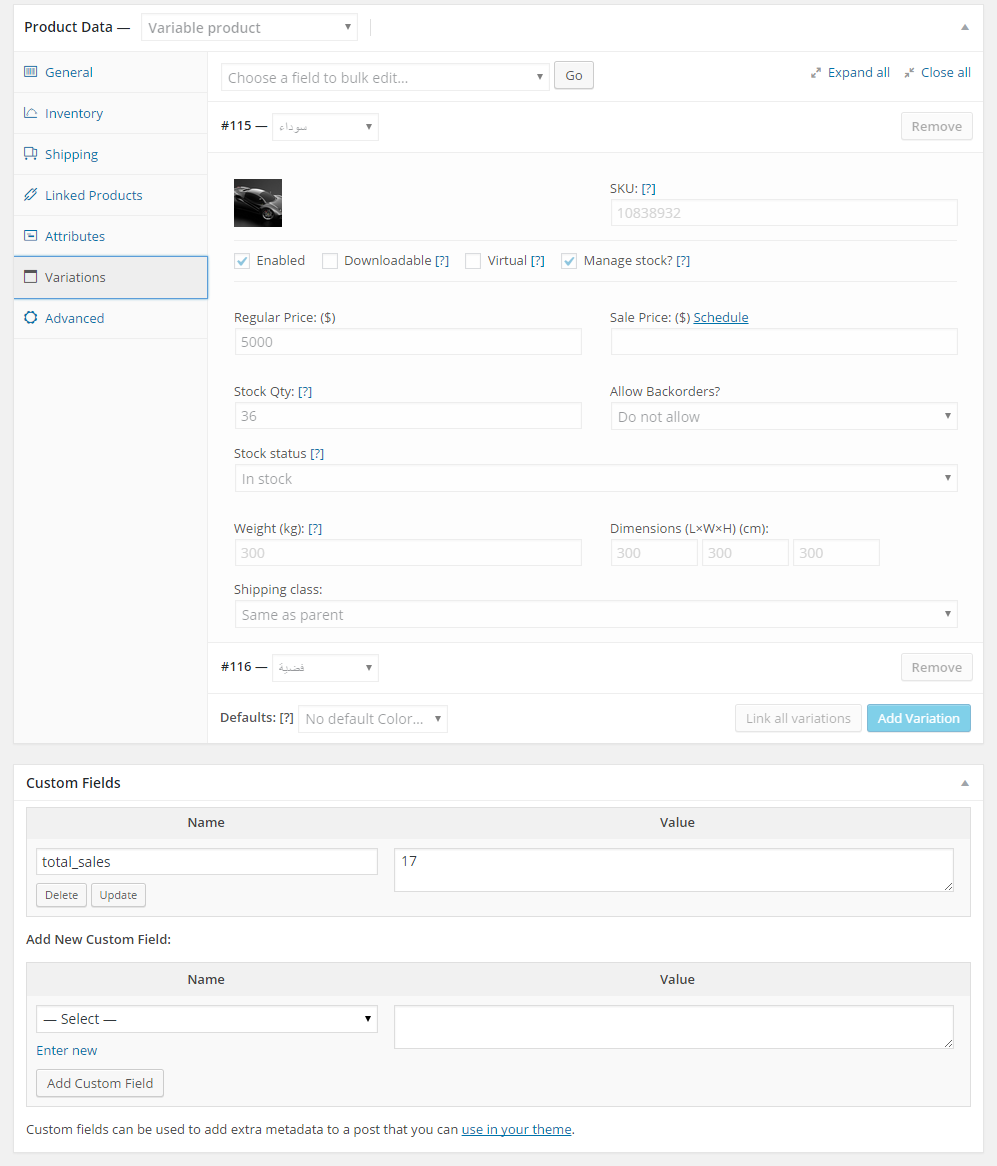 Product Data — Variable product
General
Inventory
Shipping
Linked Products
Attributes
Variations
Advanced
Choose a field to bulk edit... Go Expand all Close all
#115 — سوداء Remove
SKU: [?]
10838932
Enabled Downloadable [?] Virtual [?] Manage stock? [?]
Regular Price: ($) Sale Price: ($) Schedule
5000
Stock Qty: [?] Allow Backorders?
36 Do not allow
Stock status [?]
In stock
Weight (kg): [?] Dimensions (L×W×H) (cm):
300 300 300 300
Shipping class:
Same as parent
#116 — فضية Remove
Defaults: [?] No default Color... Link all variations Add Variation
Custom Fields
Name Value
total_sales 17
Delete Update
Add New Custom Field:
Name Value
— Select —
Enter new
Add Custom Field
Custom fields can be used to add extra metadata to a post that you can use in your theme.